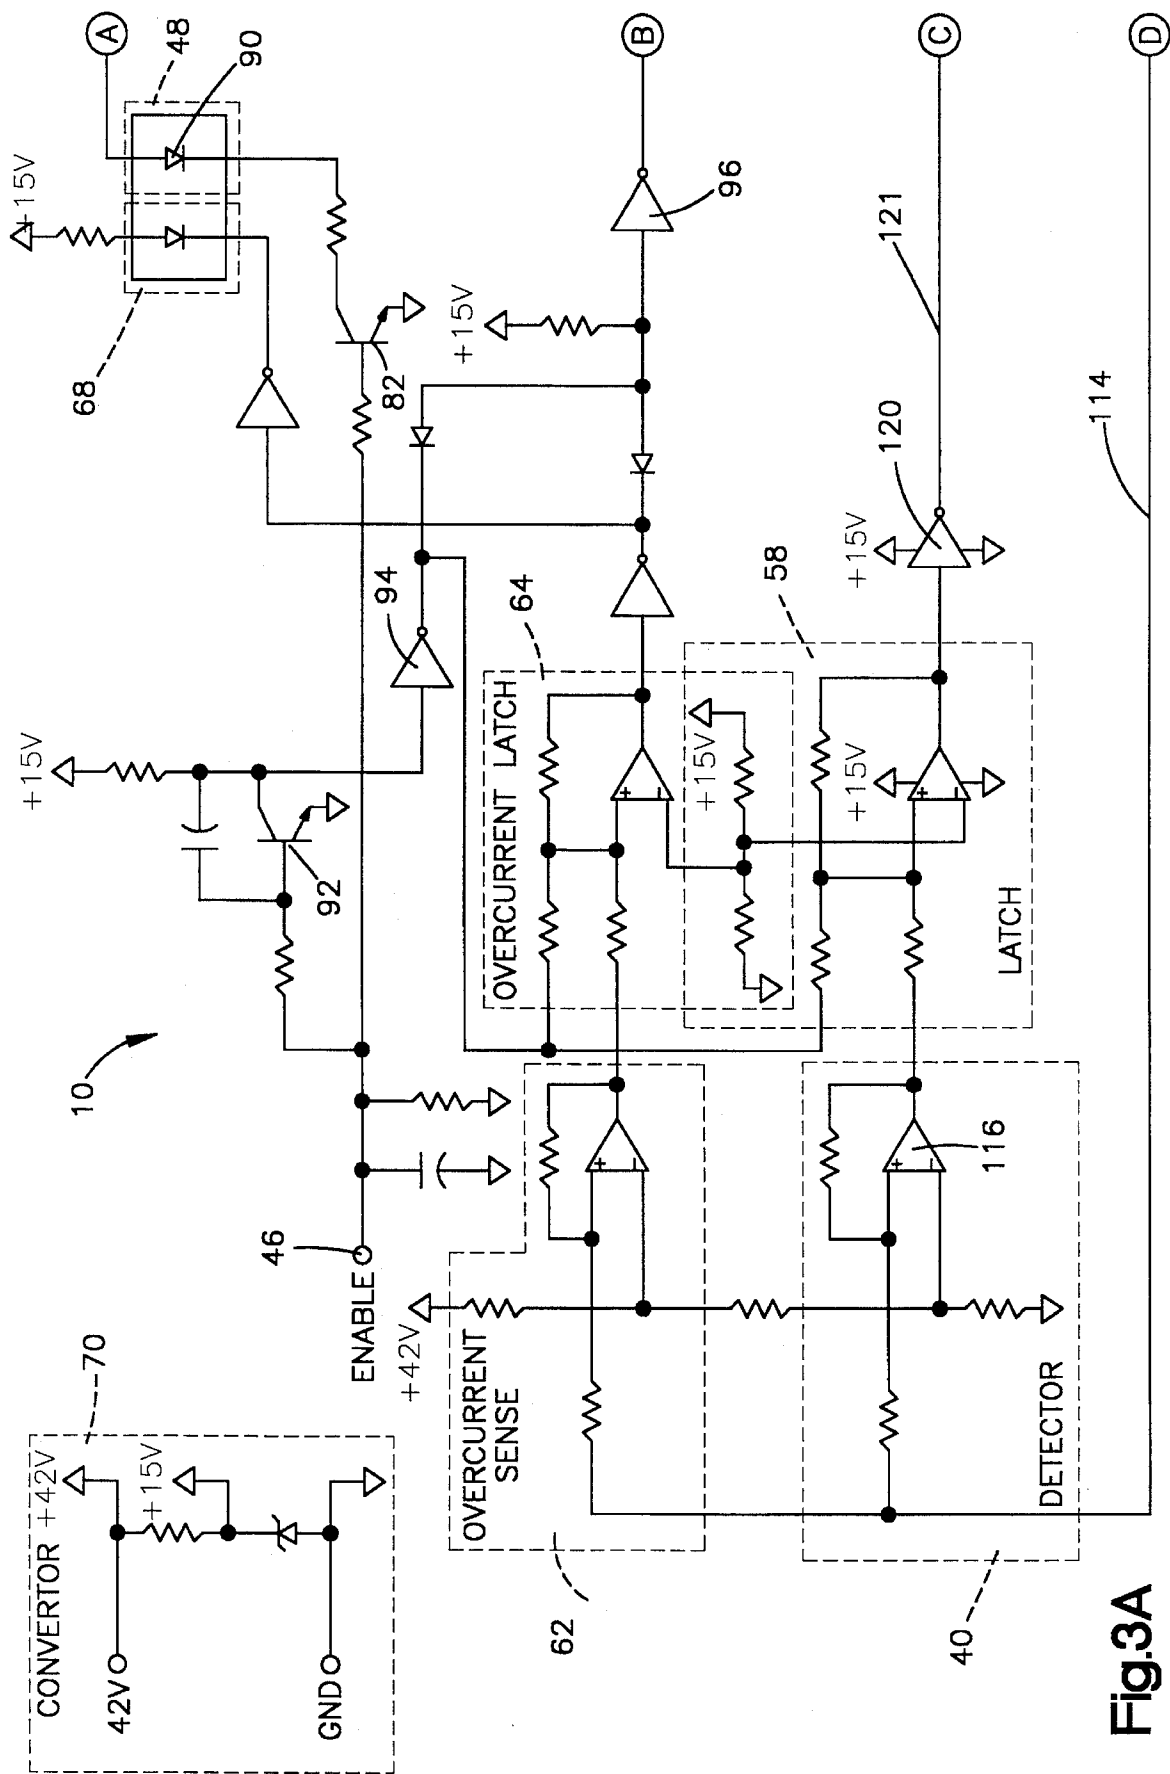 CONVERTOR +42V
70
42V
+15V
GND
10
+15V
92
94
46
ENABLE
+42V
+15V
68
48
90
A
82
+15V
OVERCURRENT
SENSE
62
OVERCURRENT LATCH
64
+
−
+
−
+15V
96
B
DETECTOR
40
+
−
116
LATCH
58
+15V
+
−
+15V
120
121
C
114
D
Fig.3A